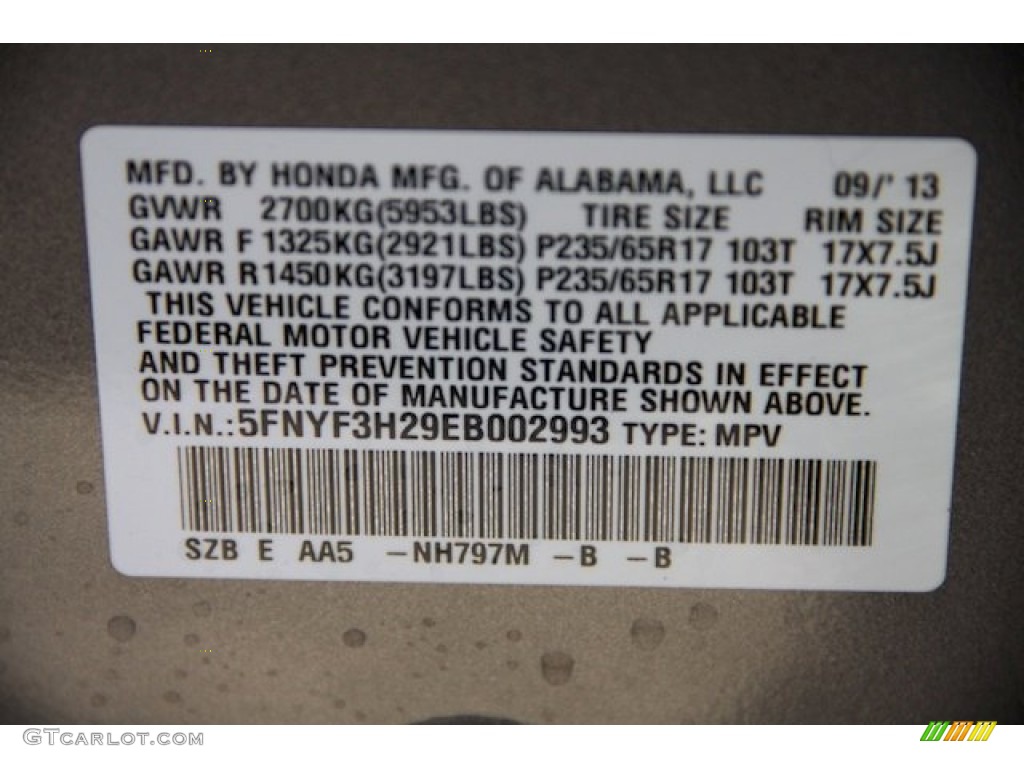 MFD. BY HONDA MFG. OF ALABAMA, LLC 09/' 13
GVWR 2700KG(5953LBS) TIRE SIZE RIM SIZE
GAWR F 1325KG(2921LBS) P235/65R17 103T 17X7.5J
GAWR R1450KG(3197LBS) P235/65R17 103T 17X7.5J
THIS VEHICLE CONFORMS TO ALL APPLICABLE
FEDERAL MOTOR VEHICLE SAFETY
AND THEFT PREVENTION STANDARDS IN EFFECT
ON THE DATE OF MANUFACTURE SHOWN ABOVE.
V.I.N.:5FNYF3H29EB002993 TYPE: MPV
SZB E AA5 –NH797M –B –B
GTCARLOT.COM